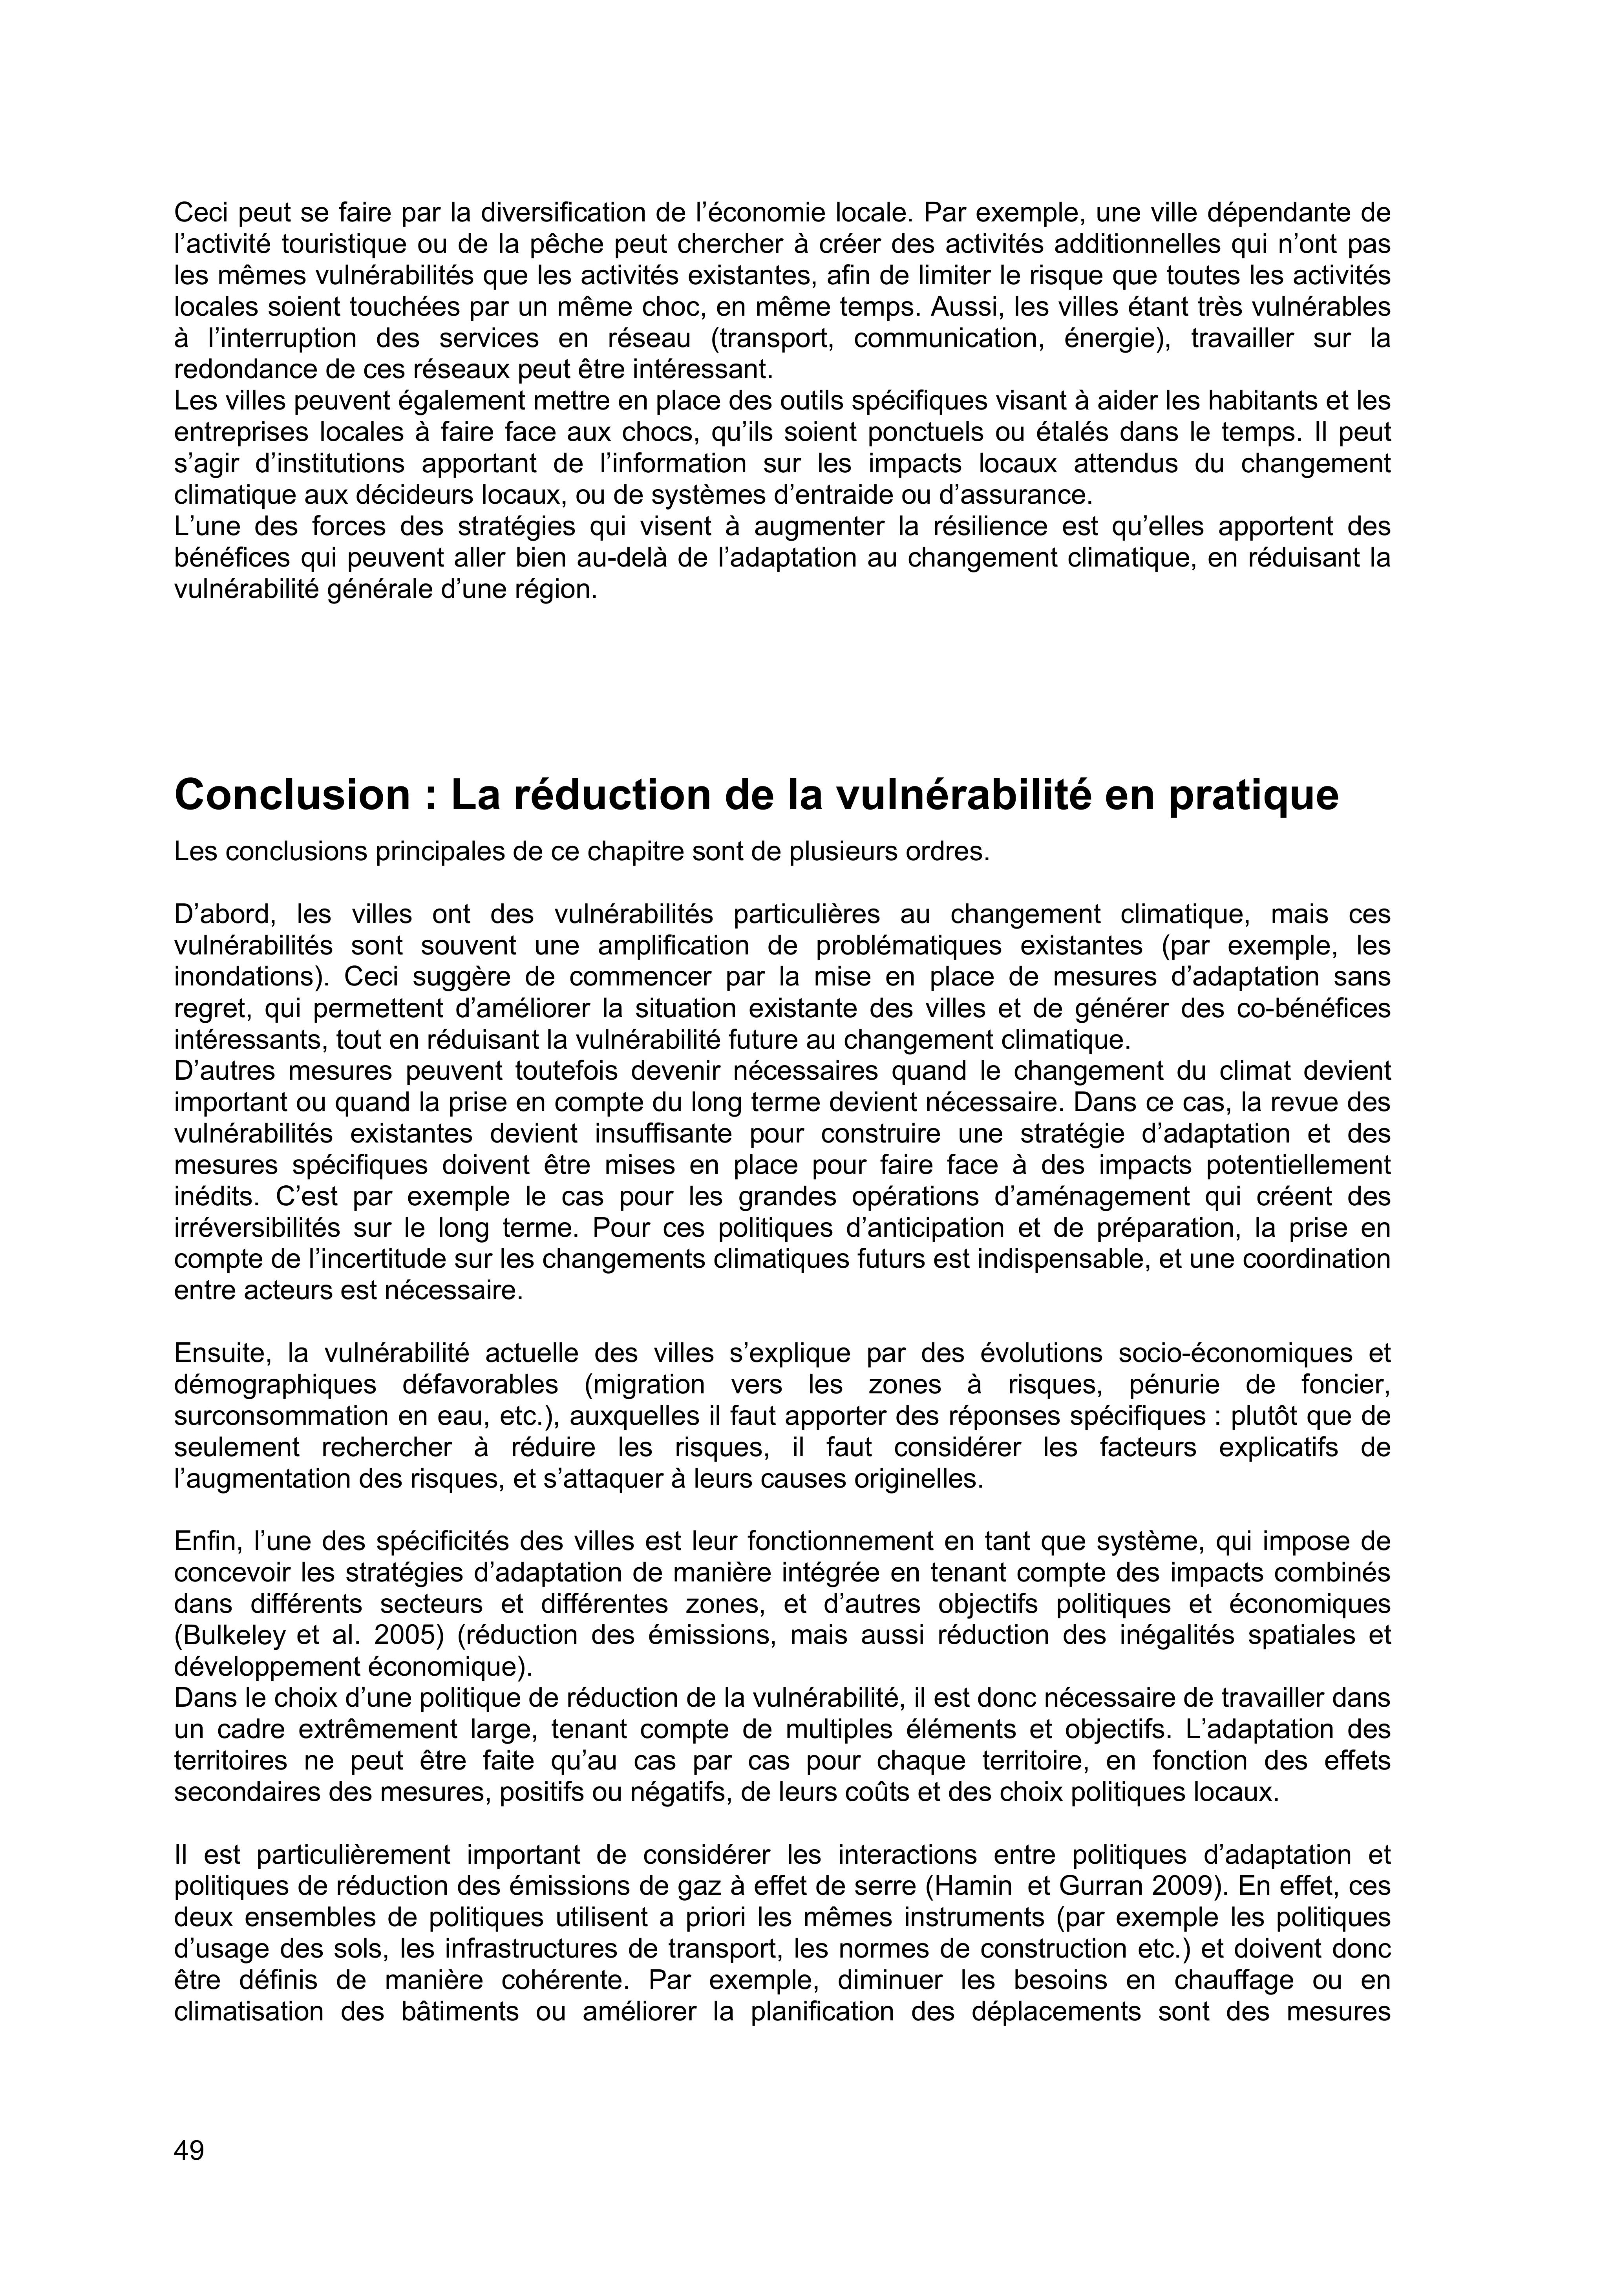 Ceci peut se faire par la diversification de l’économie locale. Par exemple, une ville dépendante de
l’activité touristique ou de la pêche peut chercher à créer des activités additionnelles qui n’ont pas
les mêmes vulnérabilités que les activités existantes, afin de limiter le risque que toutes les activités
locales soient touchées par un même choc, en même temps. Aussi, les villes étant très vulnérables
à l’interruption des services en réseau (transport, communication, énergie), travailler sur la
redondance de ces réseaux peut être intéressant.
Les villes peuvent également mettre en place des outils spécifiques visant à aider les habitants et les
entreprises locales à faire face aux chocs, qu’ils soient ponctuels ou étalés dans le temps. Il peut
s’agir d’institutions apportant de l’information sur les impacts locaux attendus du changement
climatique aux décideurs locaux, ou de systèmes d’entraide ou d’assurance.
L’une des forces des stratégies qui visent à augmenter la résilience est qu’elles apportent des
bénéfices qui peuvent aller bien au-delà de l’adaptation au changement climatique, en réduisant la
vulnérabilité générale d’une région.
Conclusion : La réduction de la vulnérabilité en pratique
Les conclusions principales de ce chapitre sont de plusieurs ordres.
D’abord, les villes ont des vulnérabilités particulières au changement climatique, mais ces
vulnérabilités sont souvent une amplification de problématiques existantes (par exemple, les
inondations). Ceci suggère de commencer par la mise en place de mesures d’adaptation sans
regret, qui permettent d’améliorer la situation existante des villes et de générer des co-bénéfices
intéressants, tout en réduisant la vulnérabilité future au changement climatique.
D’autres mesures peuvent toutefois devenir nécessaires quand le changement du climat devient
important ou quand la prise en compte du long terme devient nécessaire. Dans ce cas, la revue des
vulnérabilités existantes devient insuffisante pour construire une stratégie d’adaptation et des
mesures spécifiques doivent être mises en place pour faire face à des impacts potentiellement
inédits. C’est par exemple le cas pour les grandes opérations d’aménagement qui créent des
irréversibilités sur le long terme. Pour ces politiques d’anticipation et de préparation, la prise en
compte de l’incertitude sur les changements climatiques futurs est indispensable, et une coordination
entre acteurs est nécessaire.
Ensuite, la vulnérabilité actuelle des villes s’explique par des évolutions socio-économiques et
démographiques défavorables (migration vers les zones à risques, pénurie de foncier,
surconsommation en eau, etc.), auxquelles il faut apporter des réponses spécifiques : plutôt que de
seulement rechercher à réduire les risques, il faut considérer les facteurs explicatifs de
l’augmentation des risques, et s’attaquer à leurs causes originelles.
Enfin, l’une des spécificités des villes est leur fonctionnement en tant que système, qui impose de
concevoir les stratégies d’adaptation de manière intégrée en tenant compte des impacts combinés
dans différents secteurs et différentes zones, et d’autres objectifs politiques et économiques
(Bulkeley et al. 2005) (réduction des émissions, mais aussi réduction des inégalités spatiales et
développement économique).
Dans le choix d’une politique de réduction de la vulnérabilité, il est donc nécessaire de travailler dans
un cadre extrêmement large, tenant compte de multiples éléments et objectifs. L’adaptation des
territoires ne peut être faite qu’au cas par cas pour chaque territoire, en fonction des effets
secondaires des mesures, positifs ou négatifs, de leurs coûts et des choix politiques locaux.
Il est particulièrement important de considérer les interactions entre politiques d’adaptation et
politiques de réduction des émissions de gaz à effet de serre (Hamin et Gurran 2009). En effet, ces
deux ensembles de politiques utilisent a priori les mêmes instruments (par exemple les politiques
d’usage des sols, les infrastructures de transport, les normes de construction etc.) et doivent donc
être définis de manière cohérente. Par exemple, diminuer les besoins en chauffage ou en
climatisation des bâtiments ou améliorer la planification des déplacements sont des mesures
49